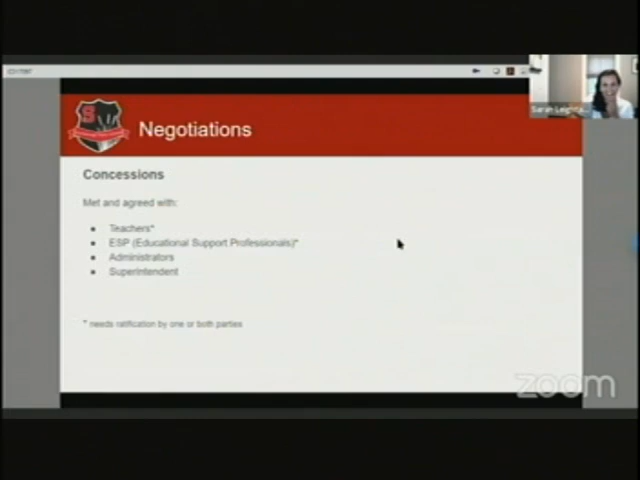 Negotiations
Concessions
Met and agreed with:
Teachers*
ESP (Educational Support Professionals)*
Administrators
Superintendent
* needs ratification by one or both parties
Sarah
zoom
S